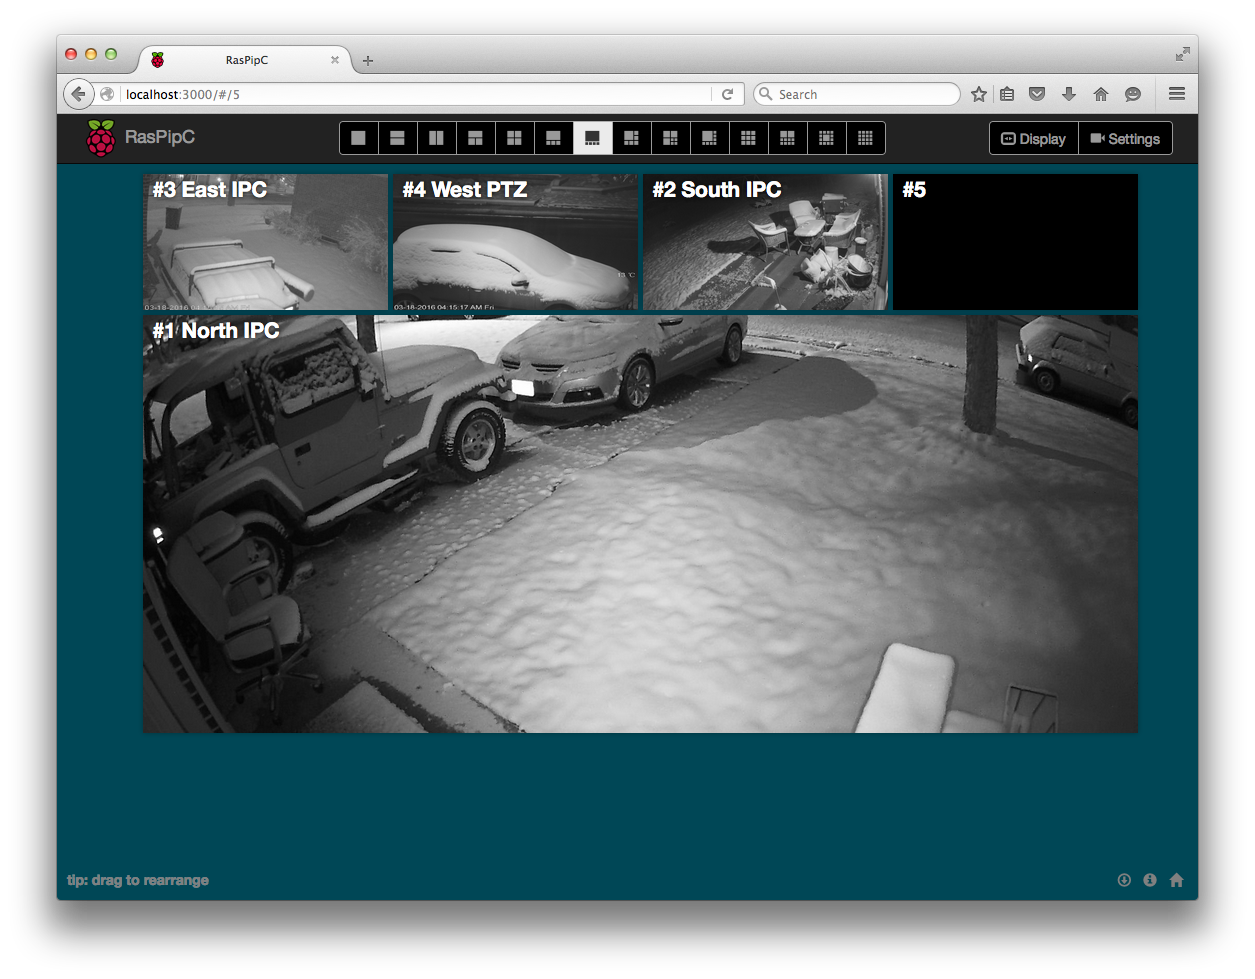 RasPipC
localhost:3000/#/5
Search
RasPipC
Display
Settings
#3 East IPC
#4 West PTZ
#2 South IPC
#5
13 °C
03-18-2016 04:15:17 AM Fri
03-18-2016
#1 North IPC
tip: drag to rearrange